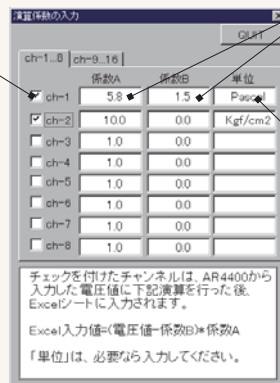 演算係数の入力
QUIT
ch-1...8 ch-9...16
係数A 係数B 単位
ch-1 5.8 1.5 Pascal
ch-2 10.0 0.0 Kgf/cm2
ch-3 1.0 0.0
ch-4 1.0 0.0
ch-5 1.0 0.0
ch-6 1.0 0.0
ch-7 1.0 0.0
ch-8 1.0 0.0
チェックを付けたチャンネルは、AR4400から
入力した電圧値に下記演算を行った後、
Excelシートに入力されます。
Excel入力値=(電圧値-係数B)*係数A
「単位」は、必要なら入力してください。